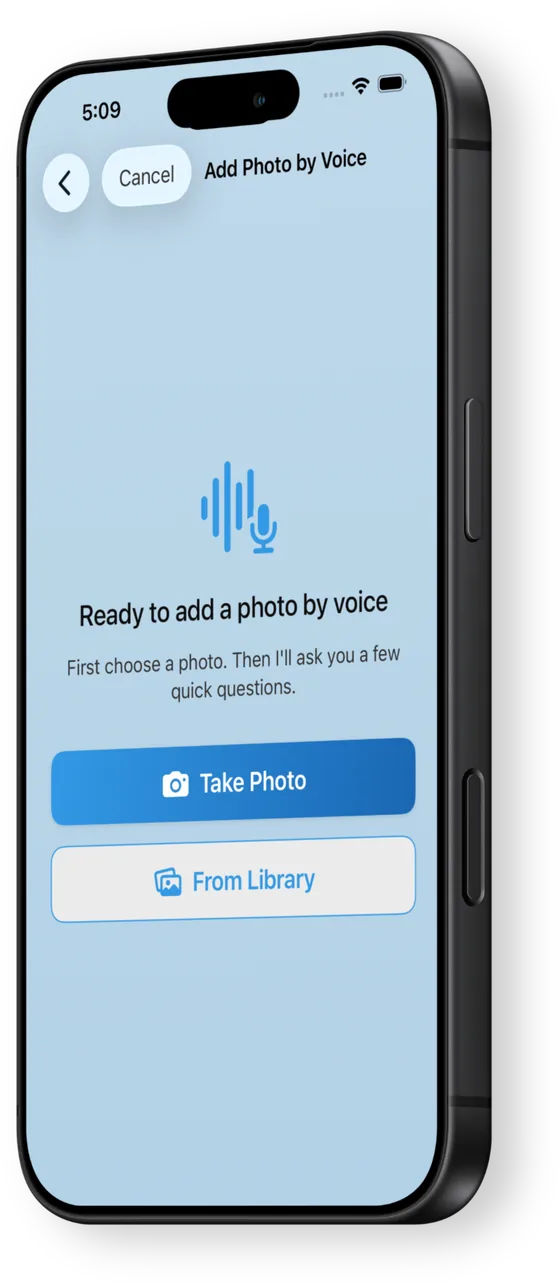 5:09
Cancel
Add Photo by Voice
Ready to add a photo by voice
First choose a photo. Then I'll ask you a few
quick questions.
Take Photo
From Library